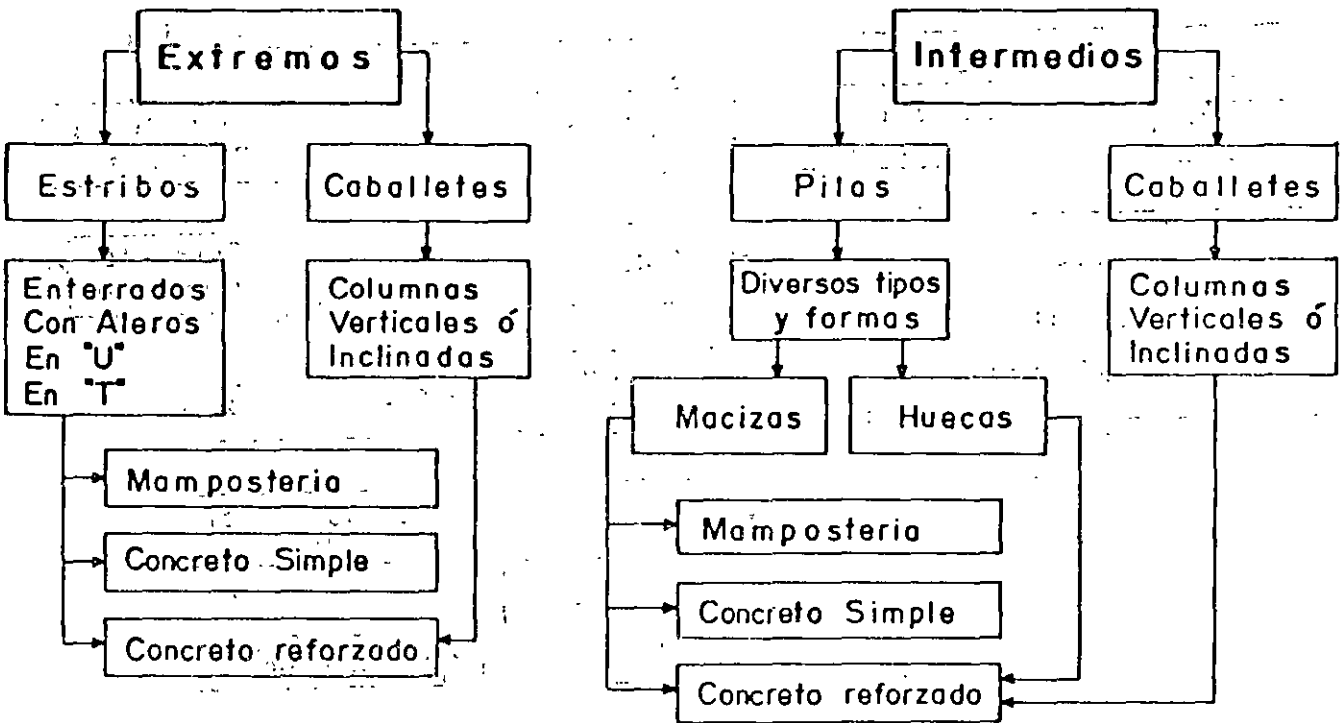 Extremos
Estribos
Caballetes
Enterrados
Con Aleros
En "U"
En "T"
Columnas
Verticales ó
Inclinadas
Mamposteria
Concreto Simple
Concreto reforzado
Intermedios
Pilas
Caballetes
Diversos tipos
y formas
Columnas
Verticales ó
Inclinadas
Macizas
Huecas
Mamposteria
Concreto Simple
Concreto reforzado